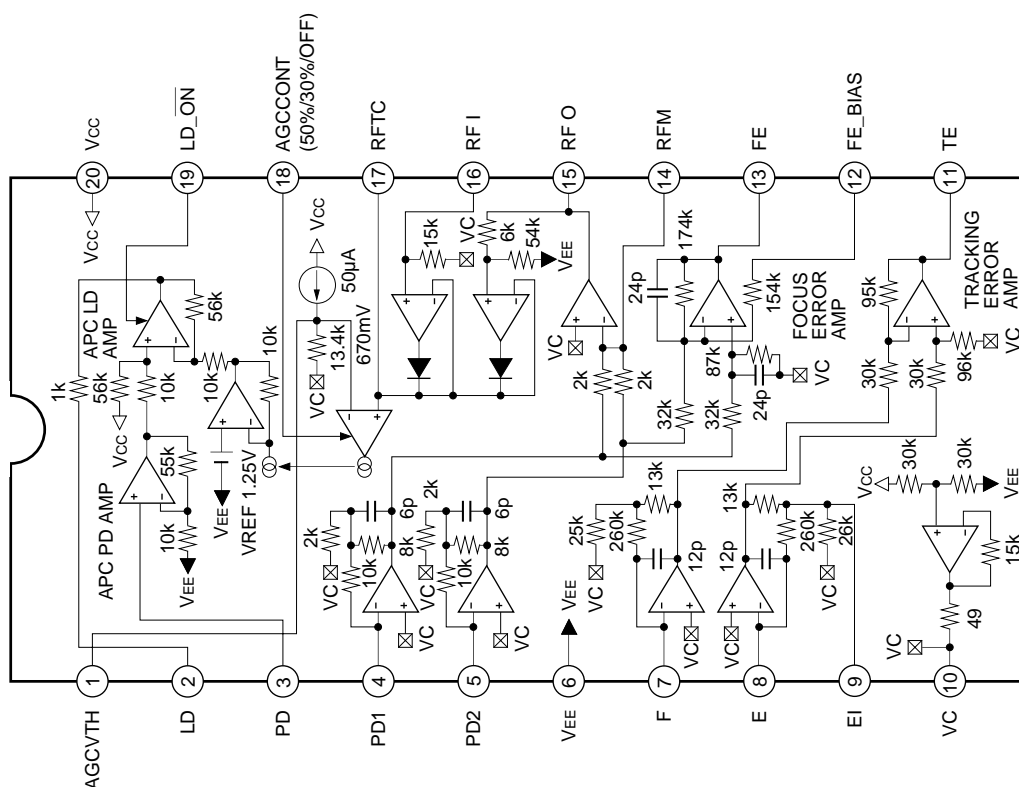 20
VCC
VCC
19
LD_ON
18
AGCCONT
(50%/30%/OFF)
17
RFTC
16
RF I
15
RF O
14
RFM
13
FE
12
FE_BIAS
11
TE
APC LD
AMP
1k
56k
VCC
10k
56k
10k
10k
APC PD AMP
55k
10k
VEE
VEE
VREF 1.25V
VCC
50µA
13.4k
670mV
VC
15k
VC
6k
54k
VEE
VC
2k
2k
24p
174k
154k
FOCUS
ERROR
AMP
87k
24p
VC
32k
32k
95k
TRACKING
ERROR
AMP
30k
30k
96k
VC
2k
VC
6p
10k
8k
VC
2k
VC
6p
10k
8k
VC
VEE
25k
VC
260k
13k
12p
VC
13k
12p
VC
260k
26k
VC
VCC
30k
30k
VEE
15k
49
VC
1
AGCVTH
2
LD
3
PD
4
PD1
5
PD2
6
VEE
7
F
8
E
9
EI
10
VC